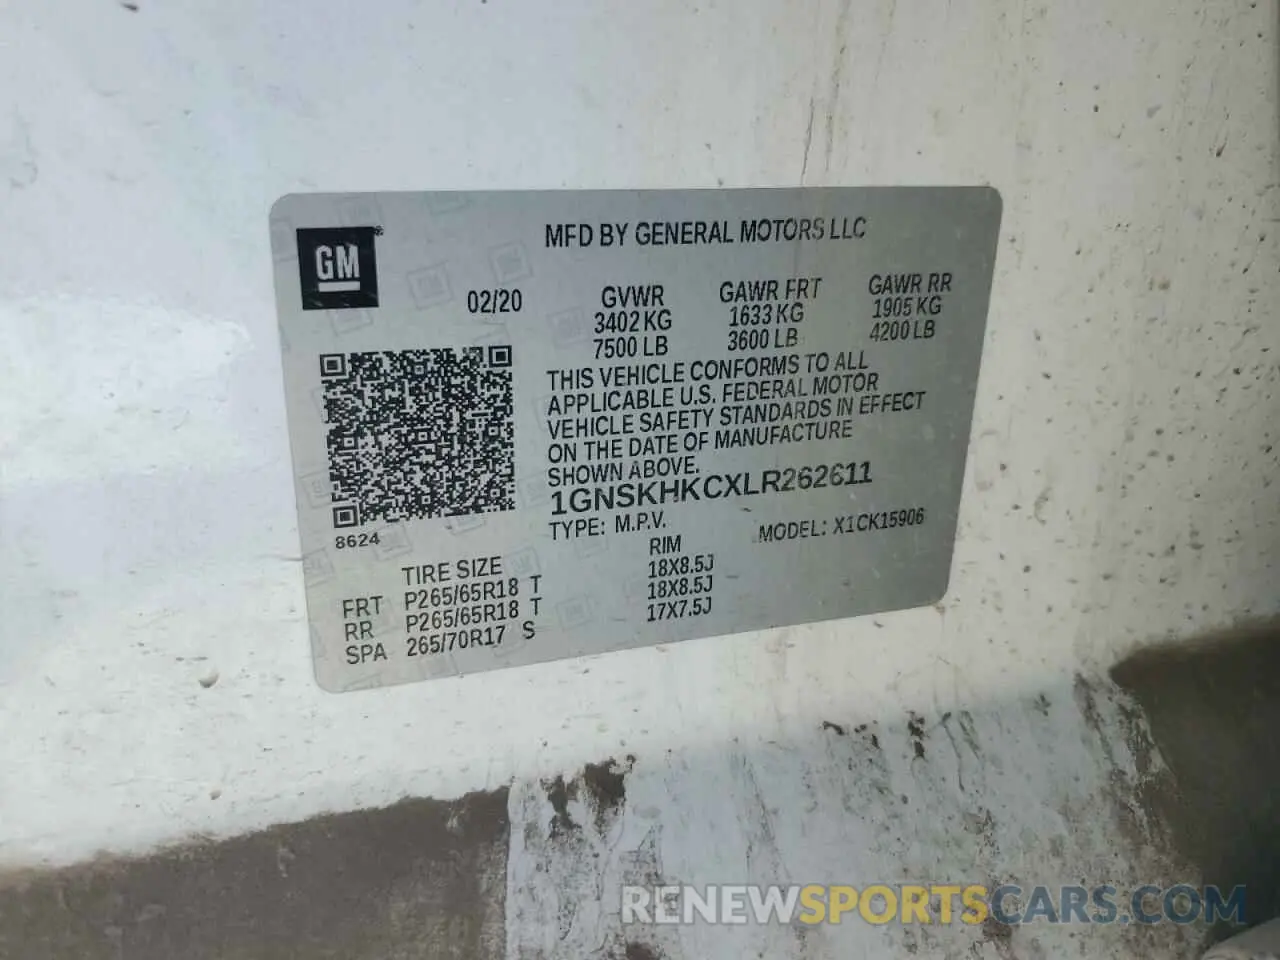 GM®
MFD BY GENERAL MOTORS LLC
02/20
GVWR GAWR FRT GAWR RR
3402 KG 1633 KG 1905 KG
7500 LB 3600 LB 4200 LB
THIS VEHICLE CONFORMS TO ALL
APPLICABLE U.S. FEDERAL MOTOR
VEHICLE SAFETY STANDARDS IN EFFECT
ON THE DATE OF MANUFACTURE
SHOWN ABOVE.
1GNSKHKCXLR262611
TYPE: M.P.V. MODEL: X1CK15906
8624
TIRE SIZE RIM
FRT P265/65R18 T 18X8.5J
RR P265/65R18 T 18X8.5J
SPA 265/70R17 S 17X7.5J
RENEWSPORTSCARS.COM